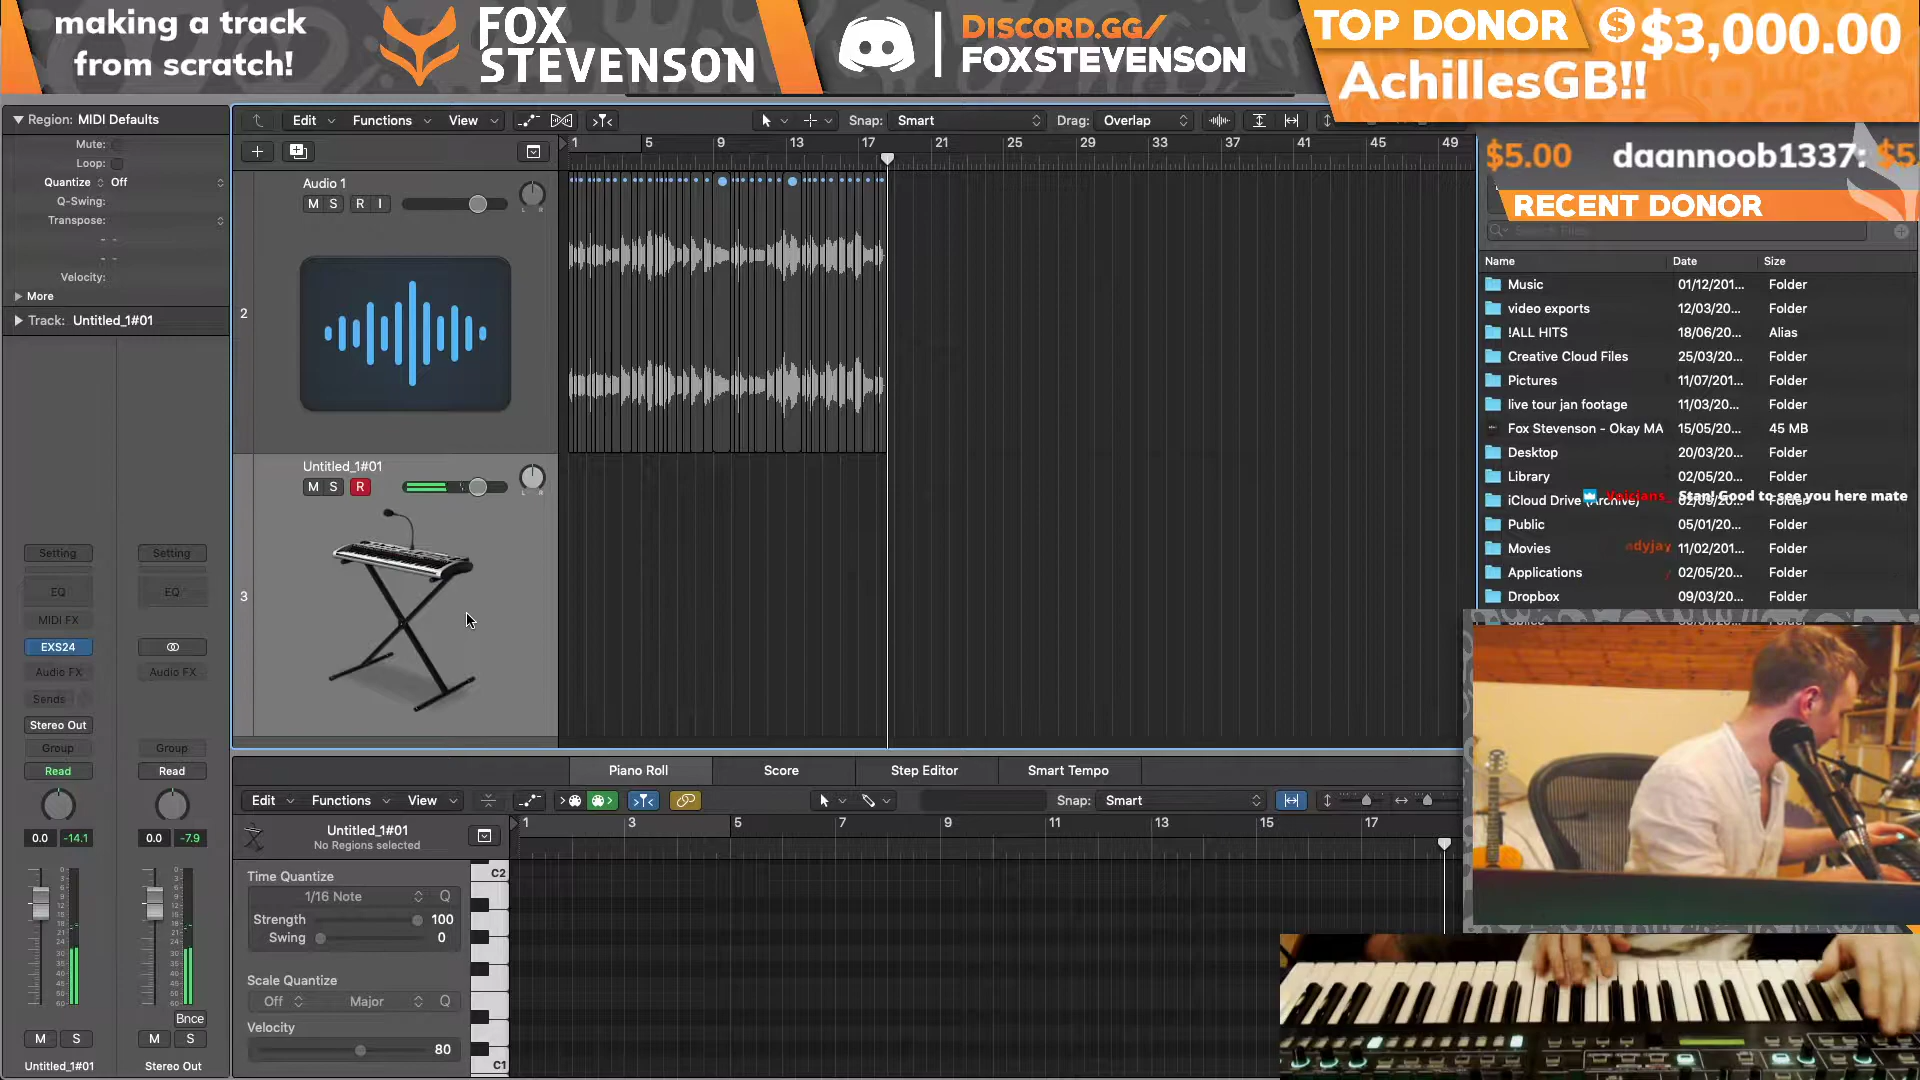 making a track
from scratch!
FOX
STEVENSON
DISCORD.GG/
FOXSTEVENSON
TOP DONOR
$3,000.00
AchillesGB!!
Region: MIDI Defaults
Mute:
Loop:
Quantize Off
Q-Swing:
Transpose:
Velocity:
More
Track: Untitled_1#01
Edit Functions View Snap: Smart Drag: Overlap
1 5 9 13 17 21 25 29 33 37 41 45 49
$5.00 daannoob1337: $5
RECENT DONOR
Search Files
Audio 1
M S R I
L R
2
Name Date Size
Music 01/12/201... Folder
video exports 12/03/20... Folder
!ALL HITS 18/06/20... Alias
Creative Cloud Files 25/03/20... Folder
Pictures 11/07/201... Folder
live tour jan footage 11/03/20... Folder
Fox Stevenson - Okay MA 15/05/20... 45 MB
Desktop 20/03/20... Folder
Library 02/05/20... Folder
iCloud Drive (Archive) 02/05/20... Folder
Stan! Good to see you here mate
Public 05/01/20... Folder
Movies 11/02/201... Folder
Applications 02/05/20... Folder
Dropbox 09/03/20... Folder
Untitled_1#01
M S R
L R
3
Setting Setting
EQ EQ
MIDI FX
EXS24
Audio FX Audio FX
Sends
Stereo Out
Group Group
Read Read
0.0 -14.1 0.0 -7.9
Bnce
M S M S
Untitled_1#01 Stereo Out
Piano Roll Score Step Editor Smart Tempo
Edit Functions View Snap: Smart
1 3 5 7 9 11 13 15 17
Untitled_1#01
No Regions selected
Time Quantize
1/16 Note Q
Strength 100
Swing 0
Scale Quantize
Off Major Q
Velocity
80
C2
C1